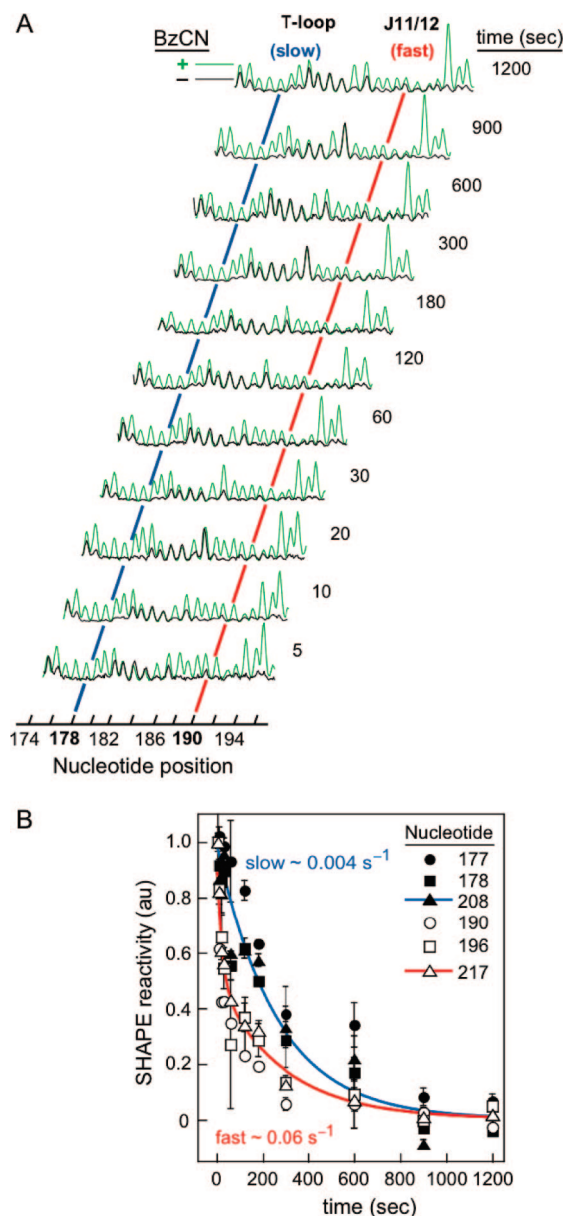 A
T-loop J11/12
BzCN (slow) (fast) time (sec)
+
− 1200
900
600
300
180
120
60
30
20
10
5
174 178 182 186 190 194
Nucleotide position
B
SHAPE reactivity (au)
1.0
0.8
0.6
0.4
0.2
0
slow ~ 0.004 s⁻¹
fast ~ 0.06 s⁻¹
Nucleotide
177
178
208
190
196
217
0 200 400 600 800 1000 1200
time (sec)